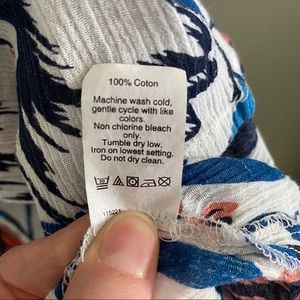 100% Coton
Machine wash cold,
gentle cycle with like
colors.
Non chlorine bleach
only.
Tumble dry low,
Iron on lowest setting.
Do not dry clean.